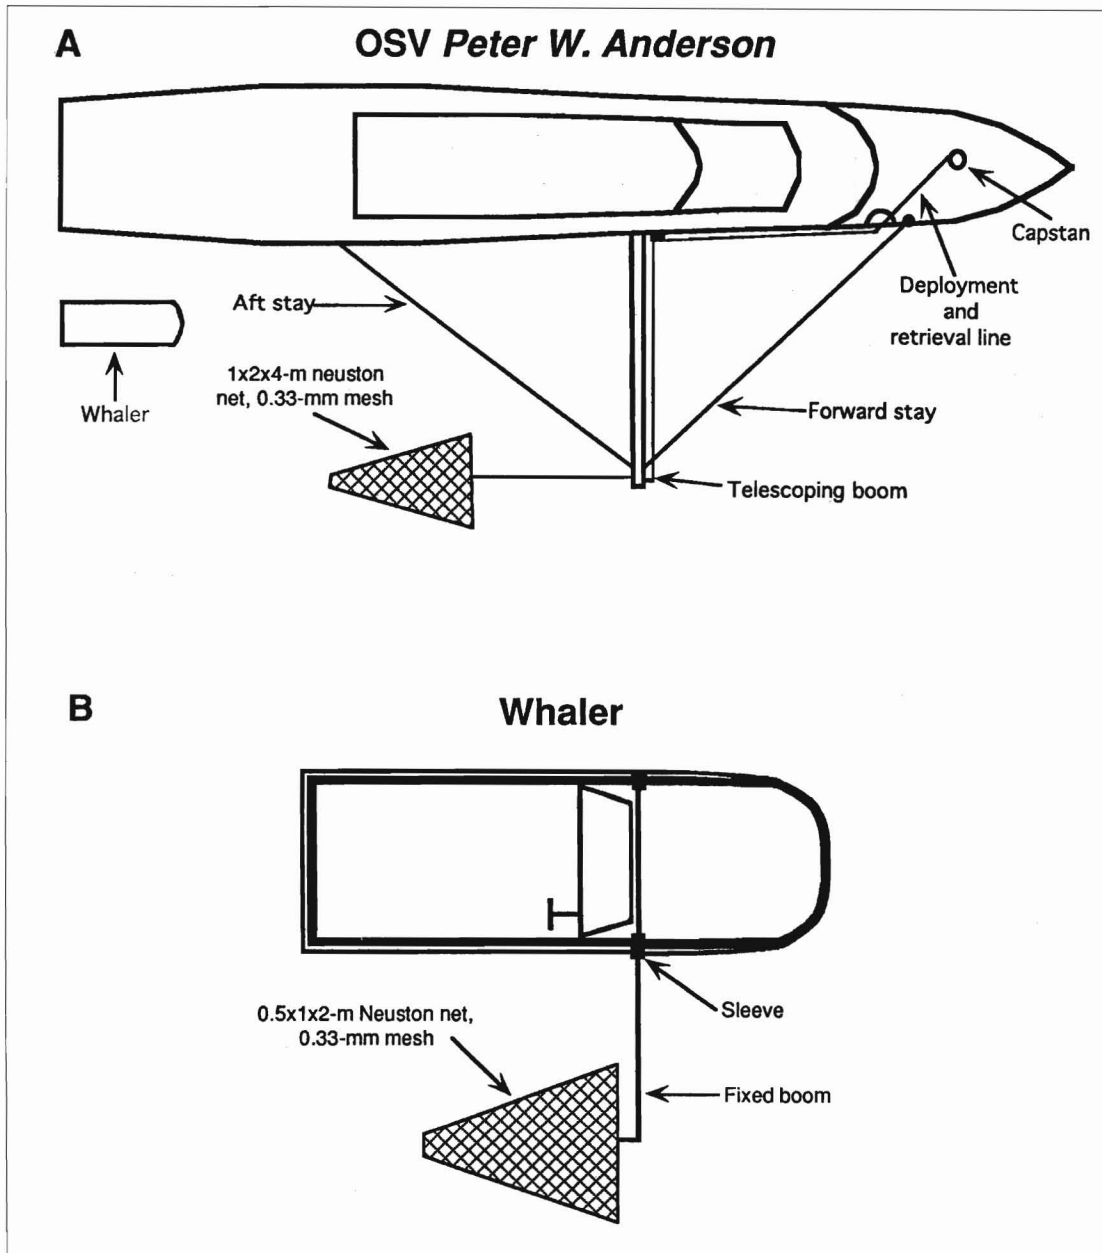 A
OSV Peter W. Anderson
Capstan
Deployment
and
retrieval line
Aft stay
Whaler
1x2x4-m neuston
net, 0.33-mm mesh
Forward stay
Telescoping boom
B
Whaler
Sleeve
0.5x1x2-m Neuston net,
0.33-mm mesh
Fixed boom